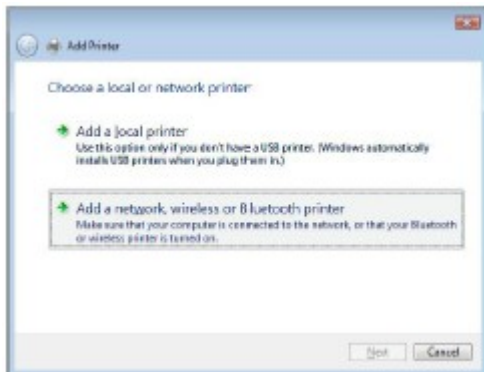 Add Printer
Choose a local or network printer
Add a local printer
Use this option only if you don't have a USB printer. (Windows automatically
installs USB printers when you plug them in.)
Add a network, wireless or Bluetooth printer
Make sure that your computer is connected to the network, or that your Bluetooth
or wireless printer is turned on.
Next Cancel